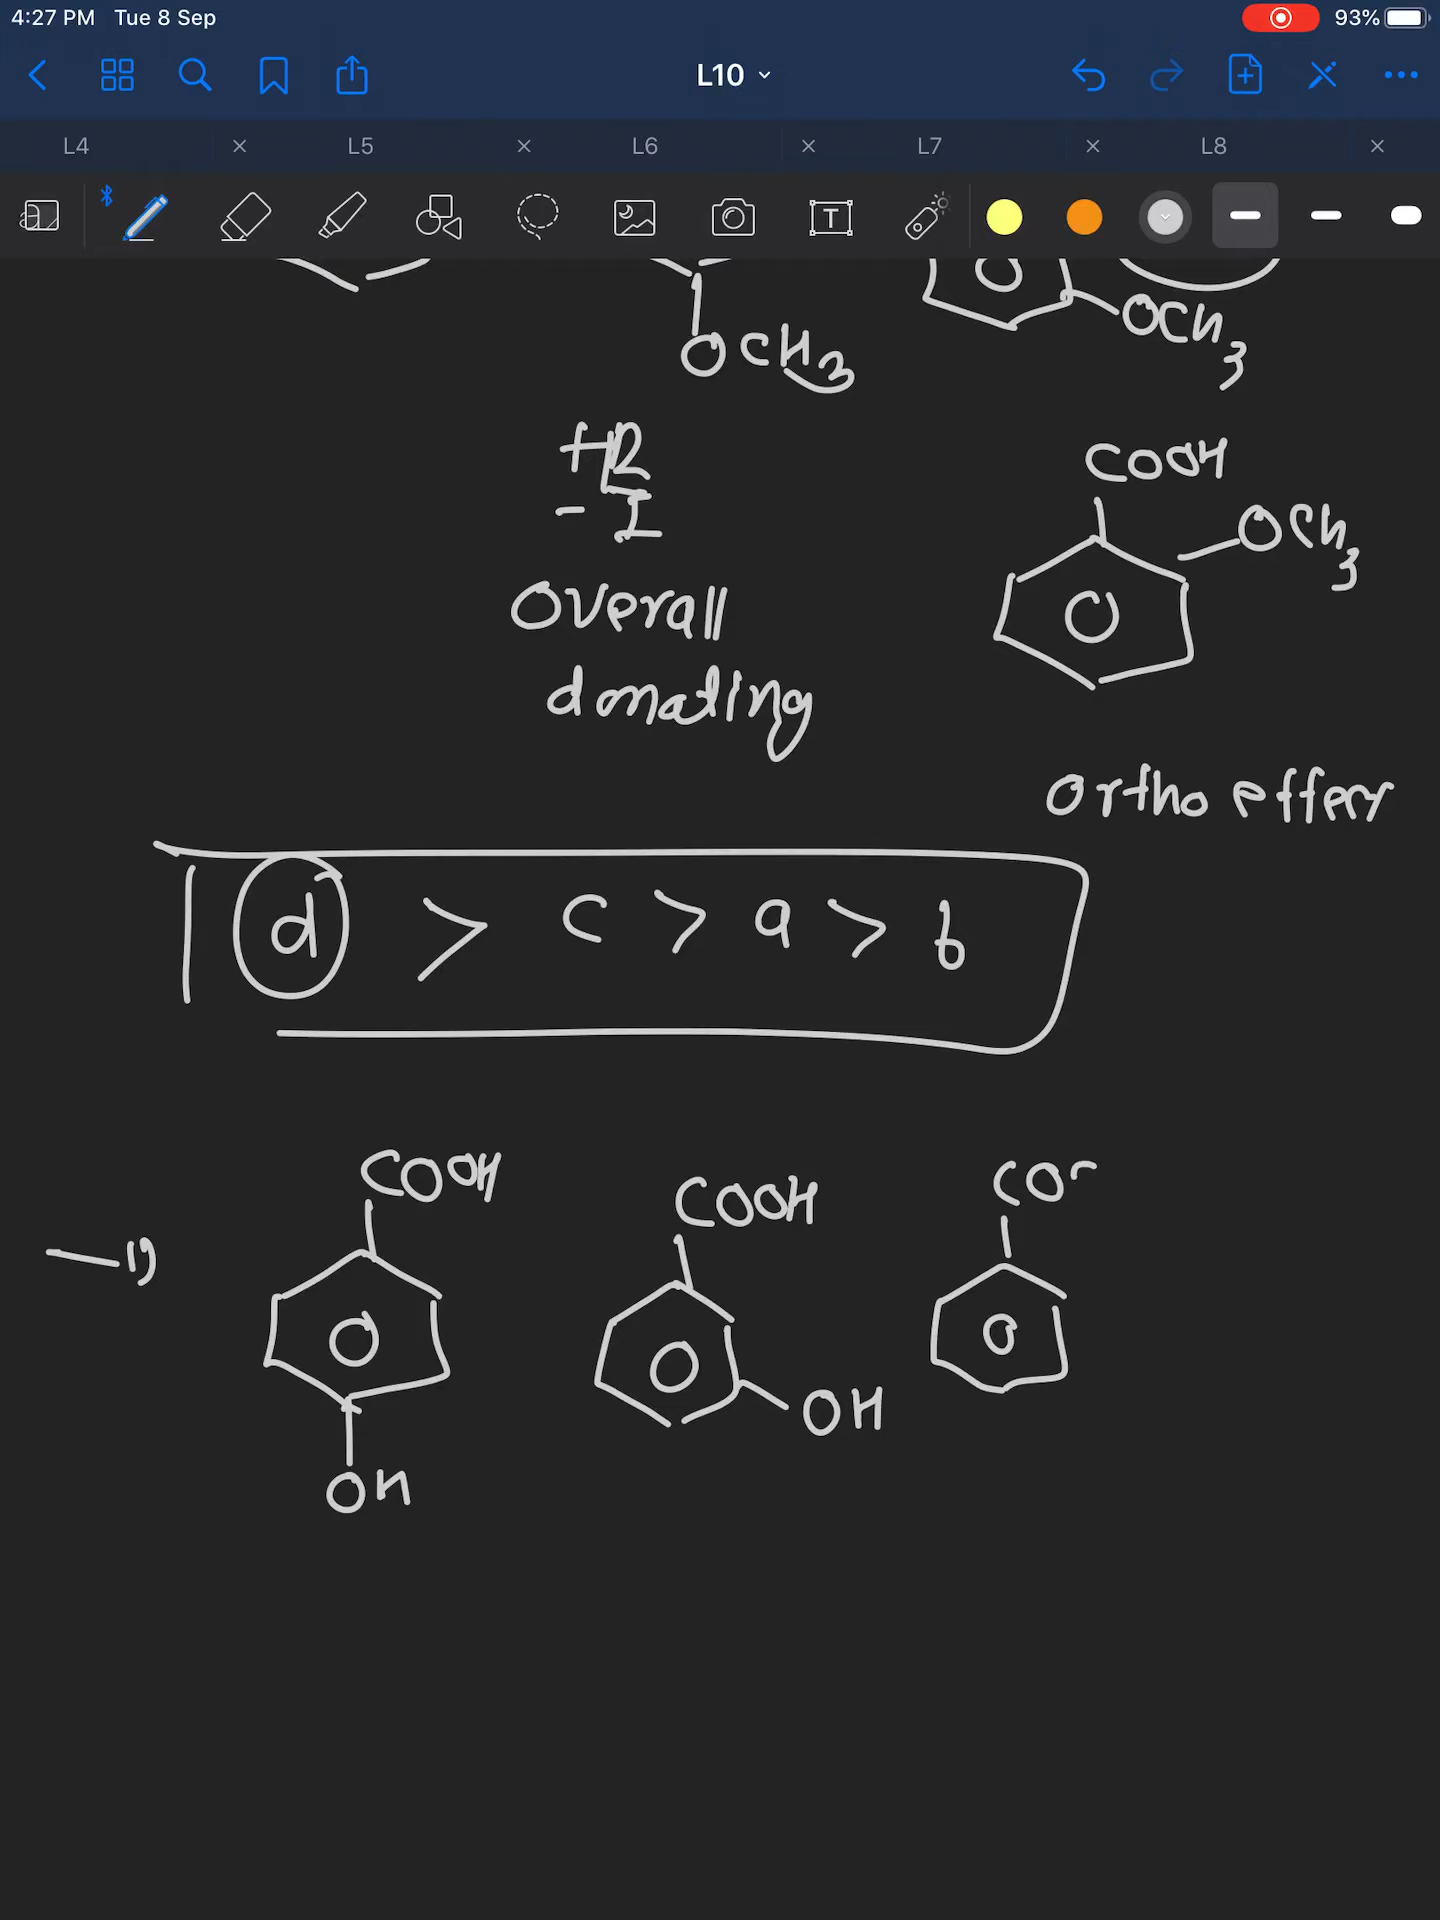 4:27 PM Tue 8 Sep 93%
L10
L4 × L5 × L6 × L7 × L8 ×
a T
OCH3 OCH3
+R
- I
COOH
OCH3
Overall
donating
Ortho effect
d > c > a > b
COOH COOH CO
OH
OH